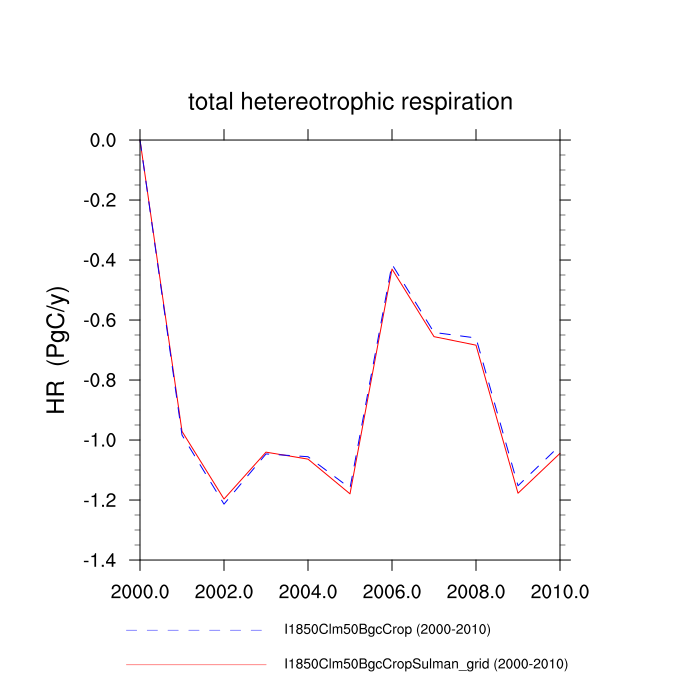 total hetereotrophic respiration
HR (PgC/y)
0.0
-0.2
-0.4
-0.6
-0.8
-1.0
-1.2
-1.4
2000.0 2002.0 2004.0 2006.0 2008.0 2010.0
I1850Clm50BgcCrop (2000-2010)
I1850Clm50BgcCropSulman_grid (2000-2010)